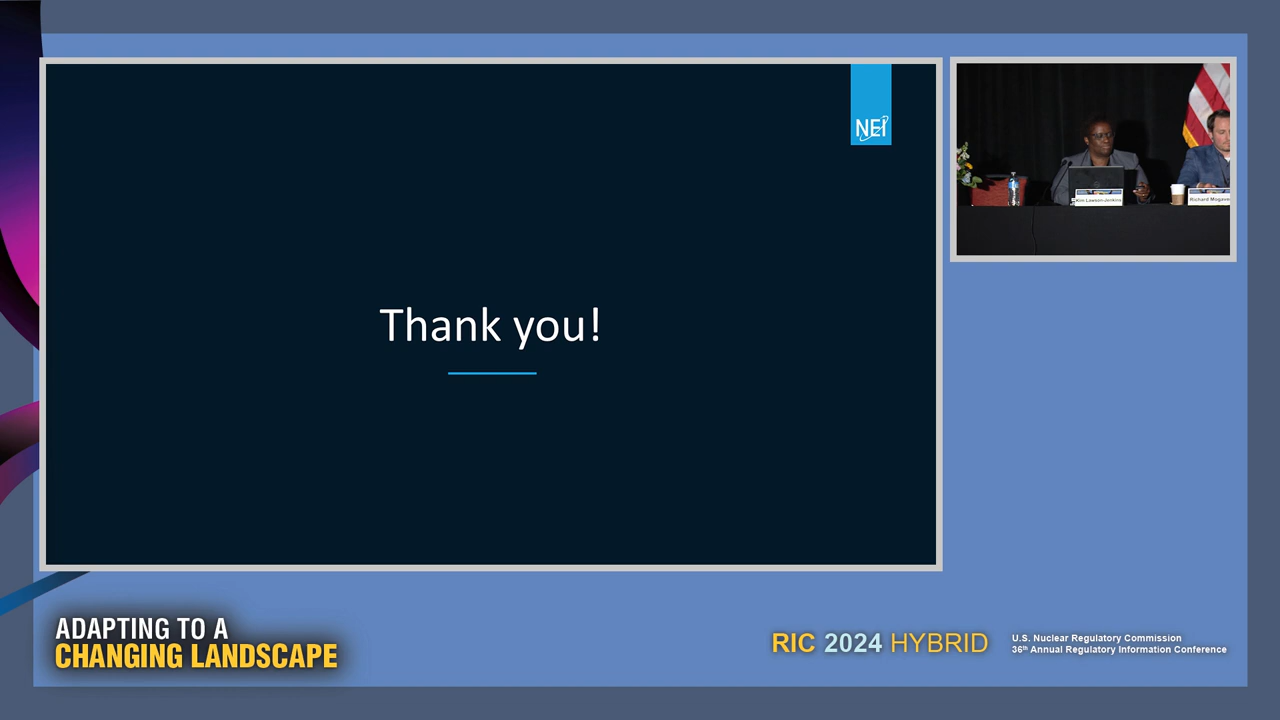 NEI
Thank you!
Kim Lawson-Jenkins
Richard Mogavero
ADAPTING TO A
CHANGING LANDSCAPE
RIC 2024 HYBRID
U.S. Nuclear Regulatory Commission
36th Annual Regulatory Information Conference